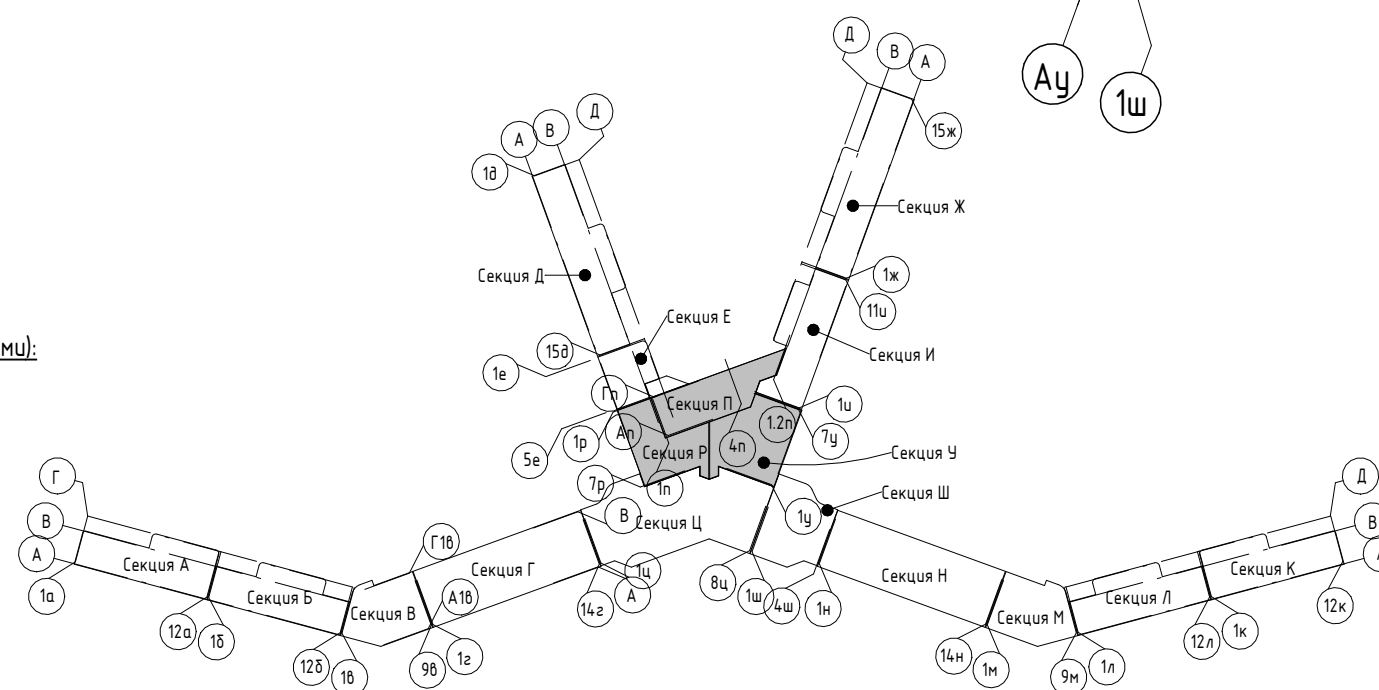 Д
В
А
Ау
1ш
А
В
Д
15ж
1д
Секция Ж
Секция Д
1ж
11и
Секция Е
15д
ми):
Секция И
1е
Гп
Секция П
1и
1.2п
7у
Ап
1р
4п
5е
Секция Р
Секция У
7р
1п
Г
Д
Секция Ш
В
В
Секция Ц
1у
В
А
Г1в
А
Секция А
Секция Г
1ц
Секция Н
Секция К
1а
Секция Б
А1в
А
8ц
1ш
4ш
1н
Секция Л
12к
14г
Секция В
Секция М
12а
1б
12л
1к
12б
1в
9в
1г
14н
1м
9м
1л